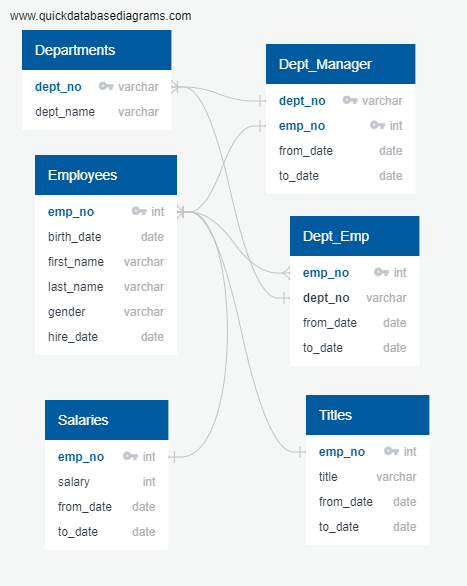 www.quickdatabasediagrams.com
Departments
dept_no varchar
dept_name varchar
Dept_Manager
dept_no varchar
emp_no int
from_date date
to_date date
Employees
emp_no int
birth_date date
first_name varchar
last_name varchar
gender varchar
hire_date date
Dept_Emp
emp_no int
dept_no varchar
from_date date
to_date date
Salaries
emp_no int
salary int
from_date date
to_date date
Titles
emp_no int
title varchar
from_date date
to_date date